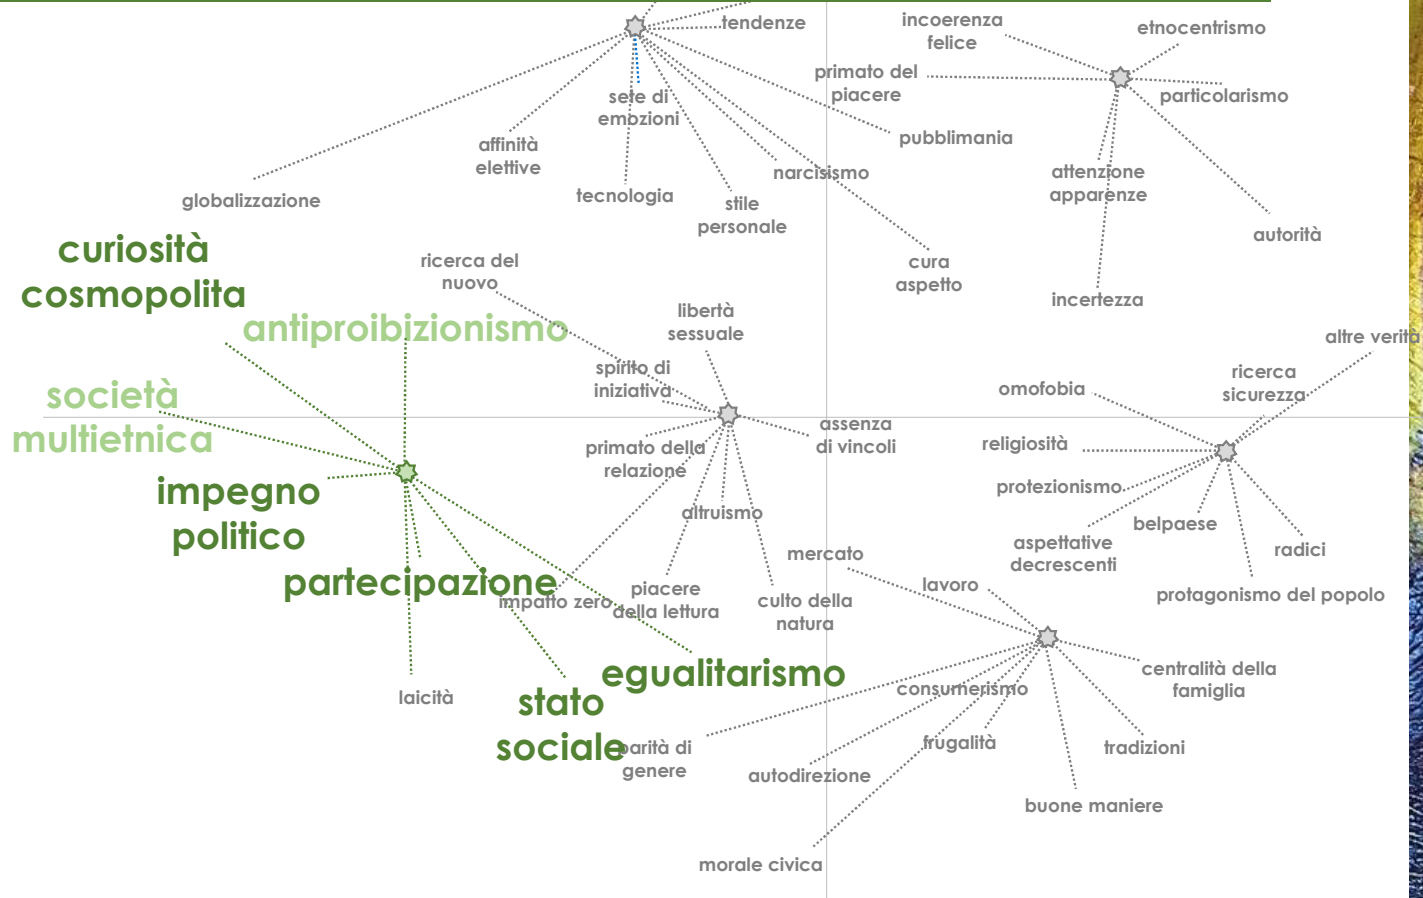 tendenze
incoerenza
felice
etnocentrismo
primato del
piacere
particolarismo
sete di
emozioni
pubblimania
affinità
elettive
narcisismo
attenzione
apparenze
tecnologia
globalizzazione
stile
personale
autorità
curiosità
cosmopolita
ricerca del
nuovo
cura
aspetto
incertezza
libertà
sessuale
antiproibizionismo
altre verità
spirito di
iniziativa
ricerca
sicurezza
omofobia
società
multietnica
assenza
di vincoli
primato della
relazione
religiosità
impegno
politico
protezionismo
altruismo
belpaese
aspettative
decrescenti
radici
mercato
partecipazione
impatto zero
piacere
della lettura
culto della
natura
lavoro
protagonismo del popolo
egualitarismo
centralità della
famiglia
consumerismo
laicità
stato
sociale
parità di
genere
frugalità
tradizioni
autodirezione
buone maniere
morale civica